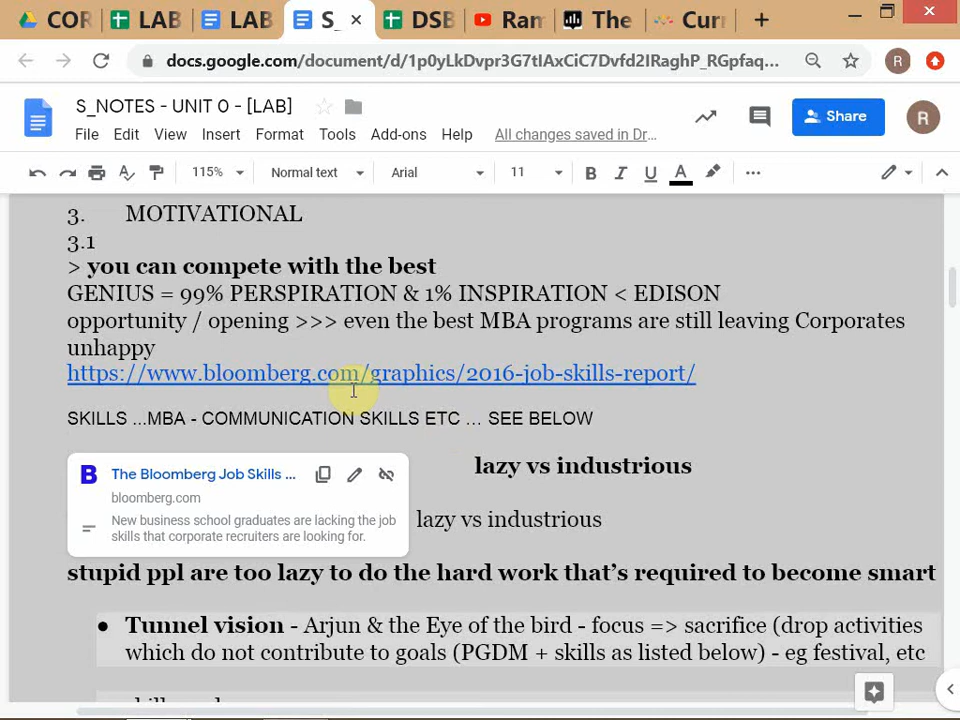 COR
LAB
LAB
S_
DSB
Ram
The
Curr
docs.google.com/document/d/1p0yLkDvpr3G7tIAxCiC7Dvfd2IRaghP_RGpfaq...
R
S_NOTES - UNIT 0 - [LAB]
Share
R
File Edit View Insert Format Tools Add-ons Help All changes saved in Dr...
115% Normal text Arial 11 B I U A
3. MOTIVATIONAL
3.1
> you can compete with the best
GENIUS = 99% PERSPIRATION & 1% INSPIRATION < EDISON
opportunity / opening >>> even the best MBA programs are still leaving Corporates
unhappy
https://www.bloomberg.com/graphics/2016-job-skills-report/
SKILLS ...MBA - COMMUNICATION SKILLS ETC ... SEE BELOW
lazy vs industrious
B The Bloomberg Job Skills ...
bloomberg.com
New business school graduates are lacking the job
skills that corporate recruiters are looking for.
lazy vs industrious
stupid ppl are too lazy to do the hard work that’s required to become smart
● Tunnel vision - Arjun & the Eye of the bird - focus => sacrifice (drop activities
which do not contribute to goals (PGDM + skills as listed below) - eg festival, etc